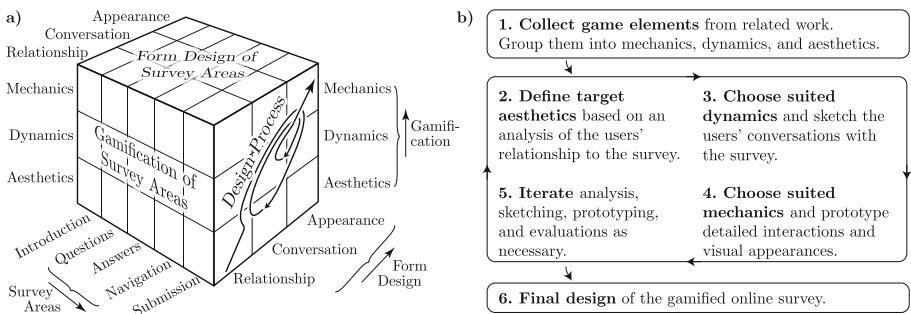 a)
Appearance
Conversation
Relationship
Form Design of
Survey Areas
Mechanics
Dynamics
Aesthetics
Gamification of
Survey Areas
Design-Process
Mechanics
Dynamics
Aesthetics
Gamifi-
cation
Introduction
Questions
Answers
Navigation
Submission
Survey
Areas
Appearance
Conversation
Relationship
Form
Design
b)
1. Collect game elements from related work.
Group them into mechanics, dynamics, and aesthetics.
2. Define target
aesthetics based on an
analysis of the users'
relationship to the survey.
3. Choose suited
dynamics and sketch the
users' conversations with
the survey.
5. Iterate analysis,
sketching, prototyping,
and evaluations as
necessary.
4. Choose suited
mechanics and prototype
detailed interactions and
visual appearances.
6. Final design of the gamified online survey.